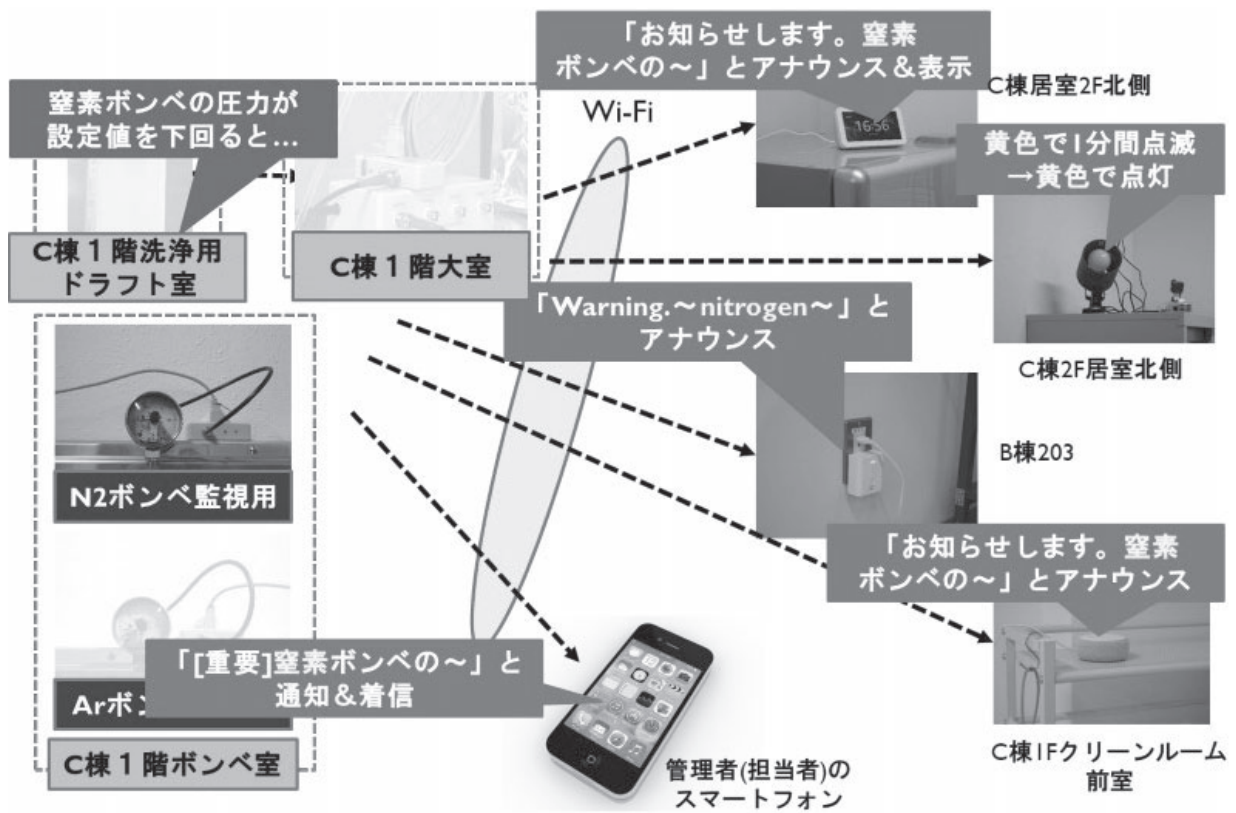 「お知らせします。窒素
ボンベの～」とアナウンス＆表示
C棟居室2F北側
窒素ボンベの圧力が
設定値を下回ると…
Wi-Fi
16:56
黄色で1分間点滅
→黄色で点灯
C棟１階洗浄用
ドラフト室
C棟１階大室
「Warning.～nitrogen～」と
アナウンス
C棟2F居室北側
B棟203
N2ボンベ監視用
「お知らせします。窒素
ボンベの～」とアナウンス
「[重要]窒素ボンベの～」と
通知＆着信
Arボン
C棟１階ボンベ室
管理者(担当者)の
スマートフォン
C棟1Fクリーンルーム
前室